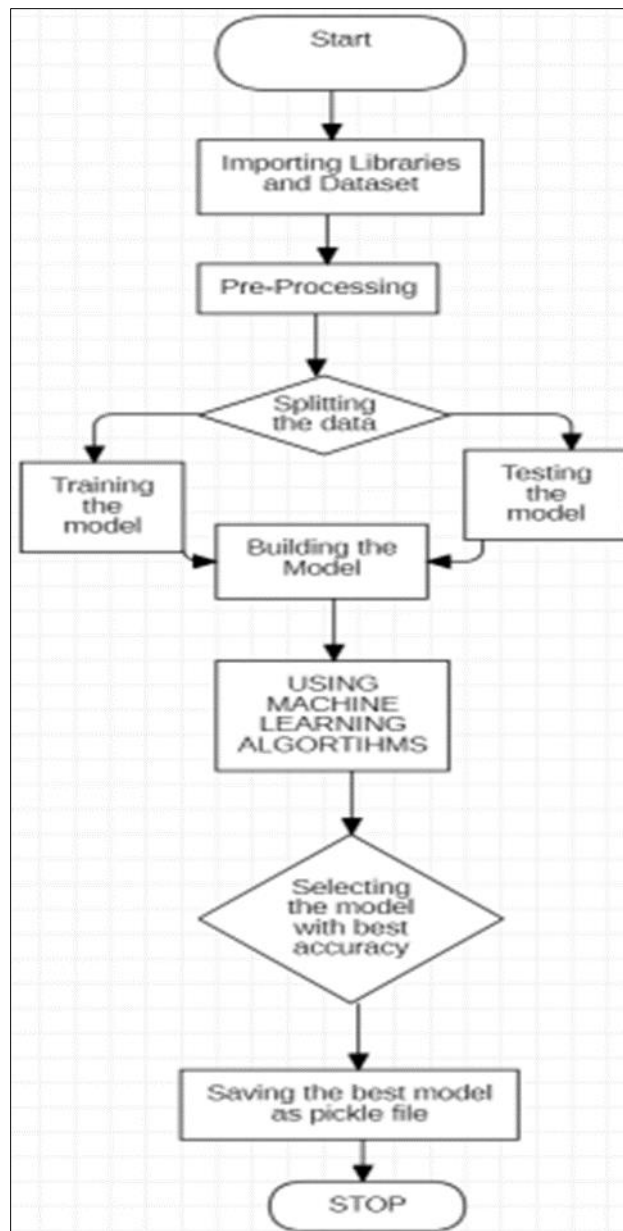 Start
Importing Libraries
and Dataset
Pre-Processing
Splitting
the data
Training
the
model
Testing
the
model
Building the
Model
USING
MACHINE
LEARNING
ALGORTIHMS
Selecting
the model
with best
accuracy
Saving the best model
as pickle file
STOP